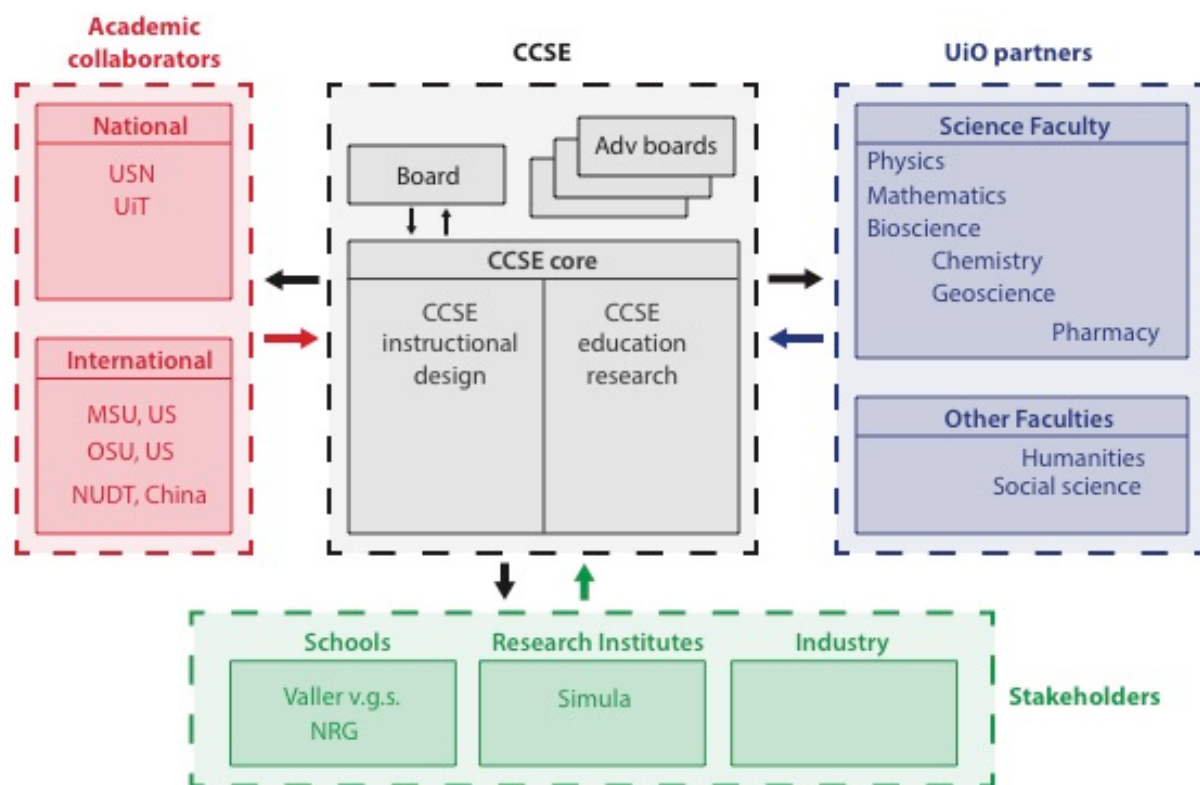 Academic
collaborators
National
USN
UiT
International
MSU, US
OSU, US
NUDT, China
CCSE
Board
Adv boards
CCSE core
CCSE
instructional
design
CCSE
education
research
UiO partners
Science Faculty
Physics
Mathematics
Bioscience
Chemistry
Geoscience
Pharmacy
Other Faculties
Humanities
Social science
Schools
Valler v.g.s.
NRG
Research Institutes
Simula
Industry
Stakeholders